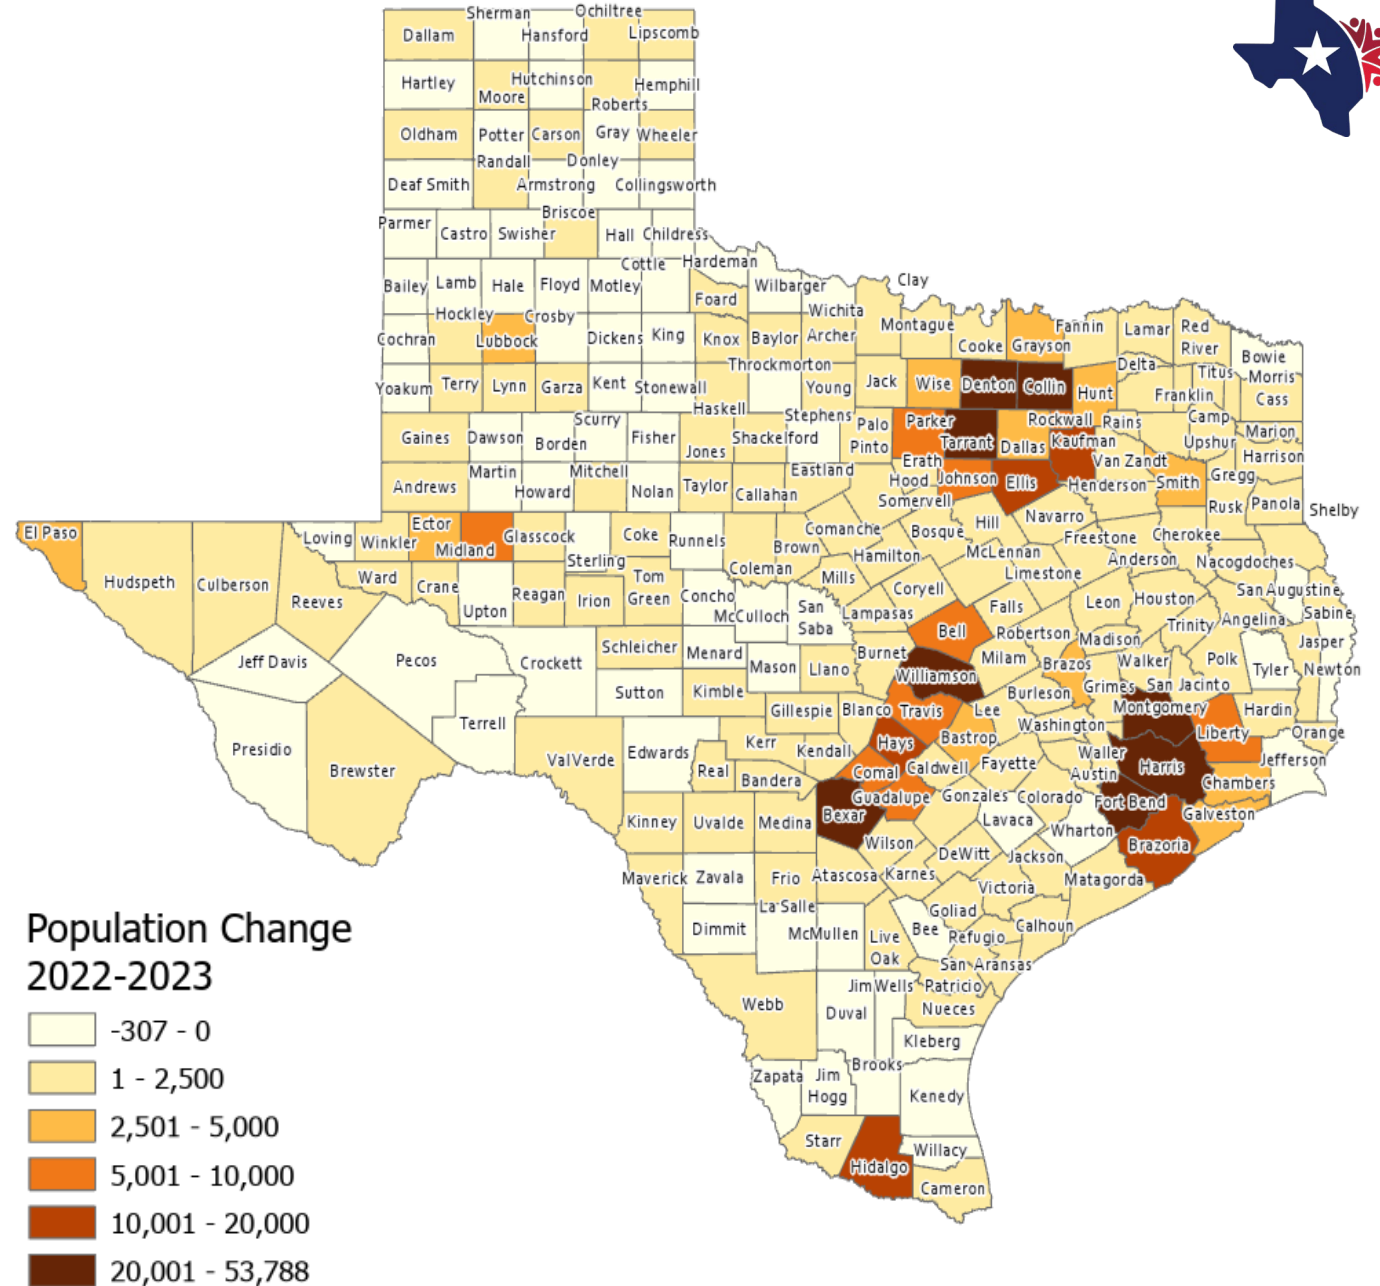 Sherman Ochiltree
Dallam Hansford Lipscomb
Hartley Hutchinson Hemphill
Moore Roberts
Oldham Potter Carson Gray Wheeler
Randall Donley
Deaf Smith Armstrong Collingsworth
Briscoe
Parmer Castro Swisher Hall Childress
Cottle Hardeman
Bailey Lamb Hale Floyd Motley Foard Wilbarger Clay
Hockley Crosby Wichita
Cochran Lubbock Dickens King Knox Baylor Archer Montague Cooke Grayson Fannin Lamar Red
River Bowie
Throckmorton Delta Titus Morris
Yoakum Terry Lynn Garza Kent Stonewall Young Jack Wise Denton Collin Hunt Franklin Cass
Haskell Stephens
Scurry Parker Rockwall Rains Camp
Gaines Dawson Borden Fisher Jones Shackelford Palo
Pinto Tarrant Dallas Kaufman Upshur Marion
Martin Mitchell Eastland Erath Van Zandt Harrison
Andrews Howard Nolan Taylor Callahan Hood Johnson Ellis Henderson Smith Gregg
Somervell Rusk Panola Shelby
El Paso Loving Winkler Ector Midland Glasscock Coke Runnels Comanche Bosque Hill Navarro Freestone Cherokee
Sterling Coleman Brown Hamilton McLennan Limestone Anderson Nacogdoches
Hudspeth Culberson Reeves Ward Crane Upton Reagan Irion Tom
Green Concho McCulloch San
Saba Mills Lampasas Coryell Falls Leon Houston San Augustine
Sabine
Trinity Angelina
Bell Robertson Madison Jasper
Jeff Davis Pecos Crockett Schleicher Menard Mason Llano Burnet Williamson Milam Brazos Walker Polk Tyler Newton
Sutton Kimble Burleson Grimes San Jacinto
Terrell Gillespie Blanco Travis Lee Washington Montgomery Liberty Hardin
Presidio Brewster Val Verde Edwards Real Kerr Kendall Hays Bastrop Waller Orange
Bandera Comal Caldwell Fayette Austin Harris Chambers Jefferson
Kinney Uvalde Medina Bexar Guadalupe Gonzales Colorado Fort Bend Galveston
Lavaca Wharton
Wilson DeWitt Jackson Brazoria
Maverick Zavala Frio Atascosa Karnes Victoria Matagorda
La Salle Goliad
Dimmit McMullen Live
Oak Bee Refugio Calhoun
San
Patricio Aransas
Webb Duval Jim Wells Nueces
Kleberg
Zapata Jim
Hogg Brooks Kenedy
Starr Hidalgo Willacy
Cameron
Population Change
2022-2023
-307 - 0
1 - 2,500
2,501 - 5,000
5,001 - 10,000
10,001 - 20,000
20,001 - 53,788